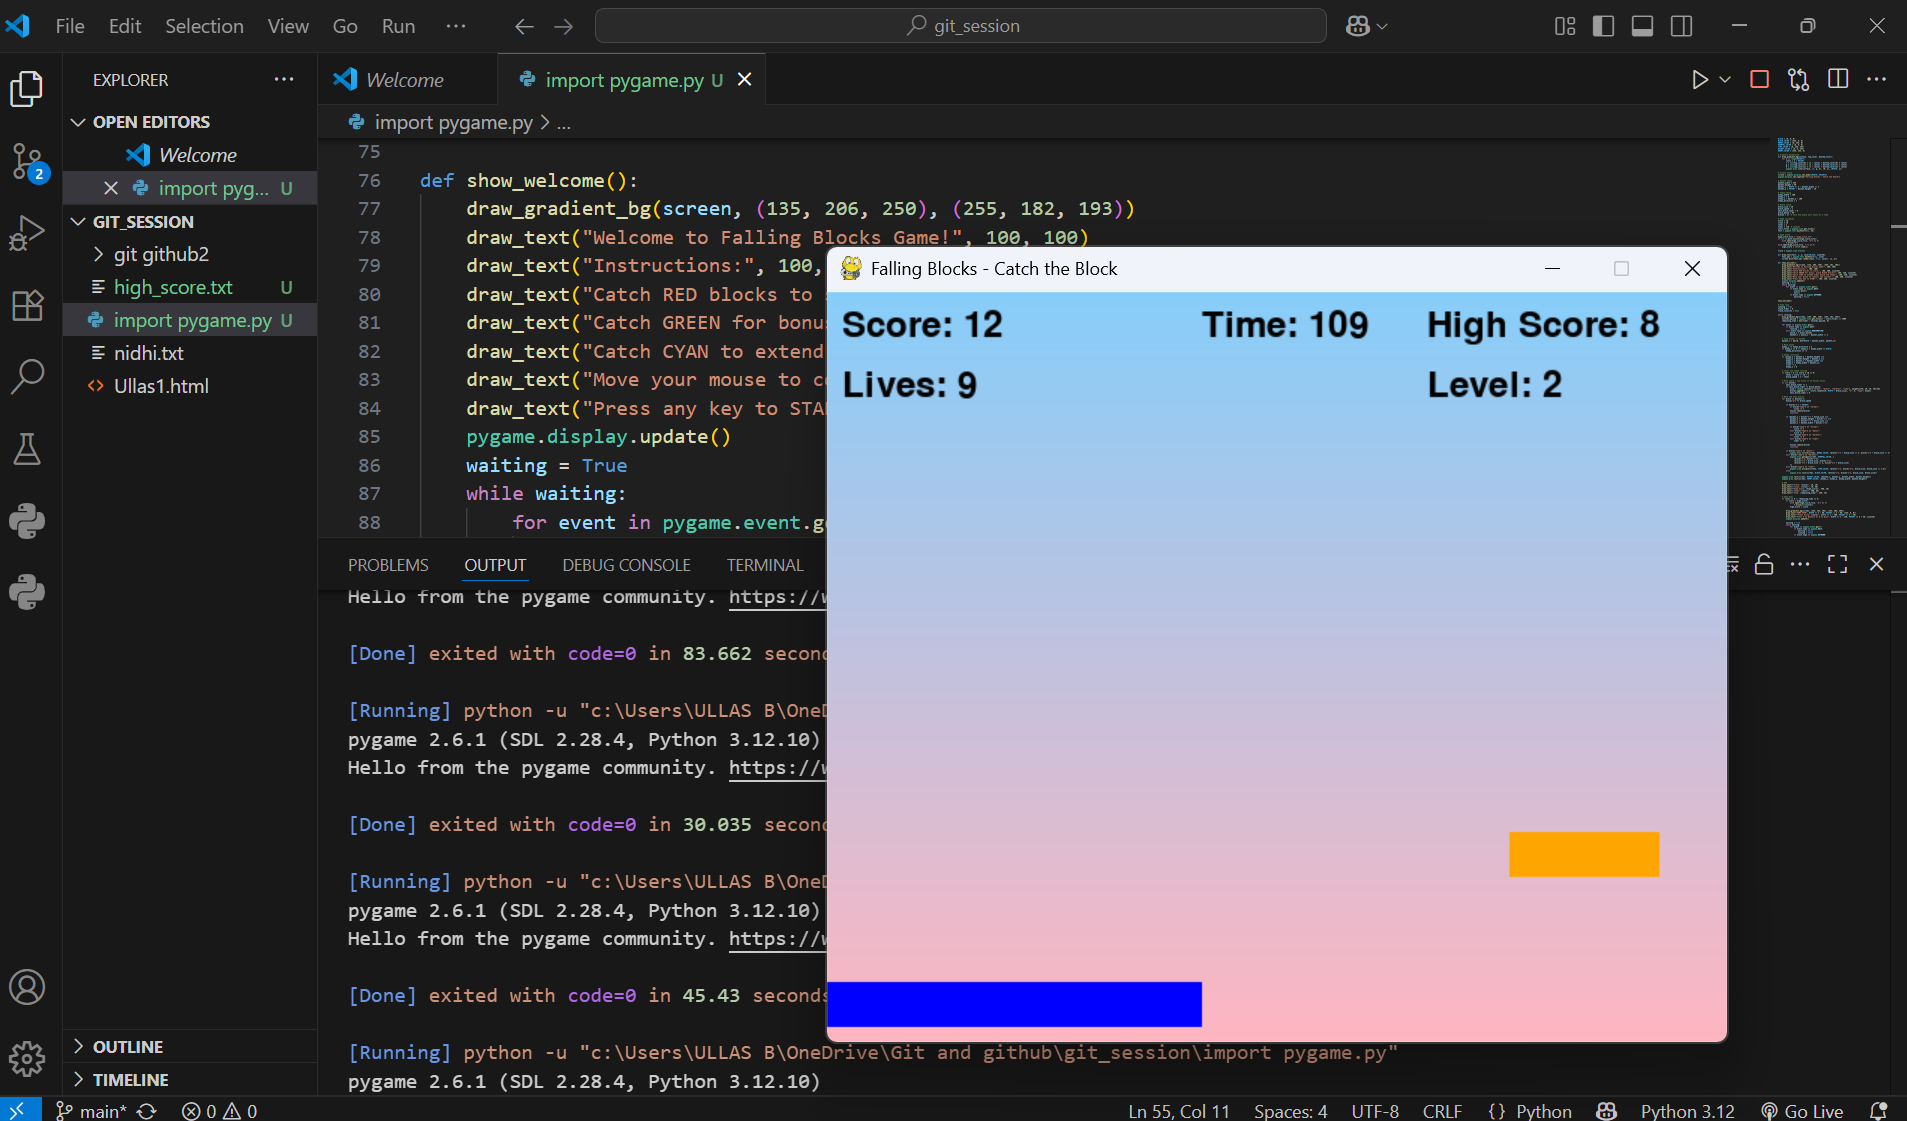 File Edit Selection View Go Run ··· git_session
EXPLORER ···
OPEN EDITORS
Welcome
import pyg... U
GIT_SESSION
git github2
high_score.txt U
import pygame.py U
nidhi.txt
Ullas1.html
OUTLINE
TIMELINE
2
Welcome import pygame.py U
import pygame.py > ...
75
76 def show_welcome():
77 draw_gradient_bg(screen, (135, 206, 250), (255, 182, 193))
78 draw_text("Welcome to Falling Blocks Game!", 100, 100)
79 draw_text("Instructions:", 100,
80 draw_text("Catch RED blocks to
81 draw_text("Catch GREEN for bonu
82 draw_text("Catch CYAN to extend
83 draw_text("Move your mouse to c
84 draw_text("Press any key to STA
85 pygame.display.update()
86 waiting = True
87 while waiting:
88 for event in pygame.event.g
PROBLEMS OUTPUT DEBUG CONSOLE TERMINAL
Hello from the pygame community. https://
[Done] exited with code=0 in 83.662 second
[Running] python -u "c:\Users\ULLAS B\OneD
pygame 2.6.1 (SDL 2.28.4, Python 3.12.10)
Hello from the pygame community. https://
[Done] exited with code=0 in 30.035 second
[Running] python -u "c:\Users\ULLAS B\OneD
pygame 2.6.1 (SDL 2.28.4, Python 3.12.10)
Hello from the pygame community. https://
[Done] exited with code=0 in 45.43 seconds
[Running] python -u "c:\Users\ULLAS B\OneDrive\Git and github\git_session\import pygame.py"
pygame 2.6.1 (SDL 2.28.4, Python 3.12.10)
Falling Blocks - Catch the Block
Score: 12 Time: 109 High Score: 8
Lives: 9 Level: 2
main* 0 0 Ln 55, Col 11 Spaces: 4 UTF-8 CRLF {} Python Python 3.12 Go Live